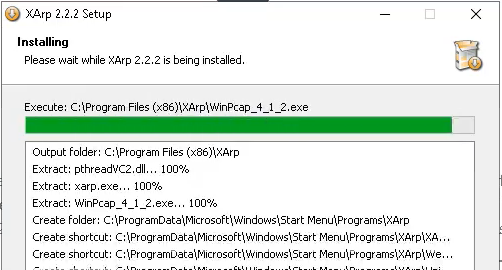 XArp 2.2.2 Setup
Installing
Please wait while XArp 2.2.2 is being installed.
Execute: C:\Program Files (x86)\XArp\WinPcap_4_1_2.exe
Output folder: C:\Program Files (x86)\XArp
Extract: pthreadVC2.dll... 100%
Extract: xarp.exe... 100%
Extract: WinPcap_4_1_2.exe... 100%
Create folder: C:\ProgramData\Microsoft\Windows\Start Menu\Programs\XArp
Create shortcut: C:\ProgramData\Microsoft\Windows\Start Menu\Programs\XArp\XA...
Create shortcut: C:\ProgramData\Microsoft\Windows\Start Menu\Programs\XArp\We...